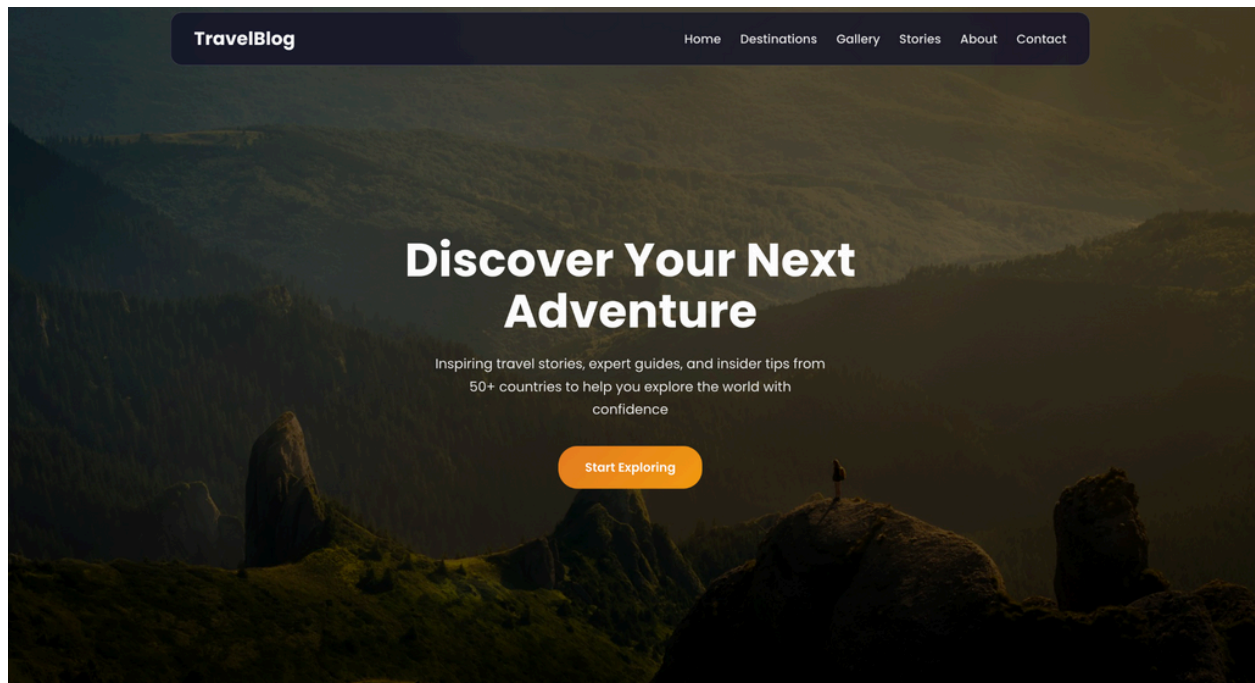 TravelBlog
Home Destinations Gallery Stories About Contact
Discover Your Next
Adventure
Inspiring travel stories, expert guides, and insider tips from
50+ countries to help you explore the world with
confidence
Start Exploring